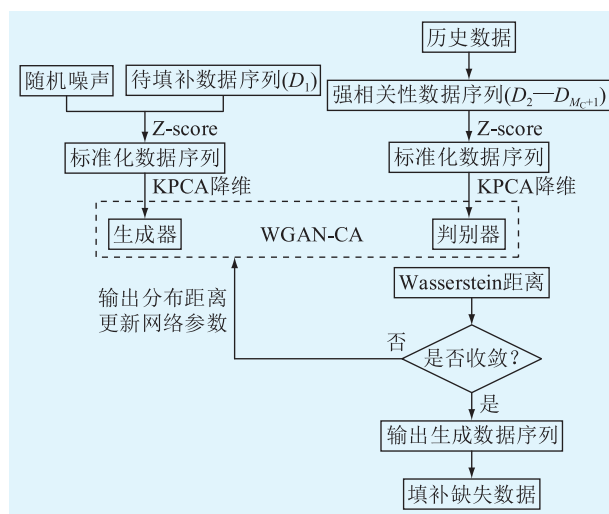 历史数据
随机噪声
待填补数据序列(D₁)
强相关性数据序列(D₂—D_{M_C+1})
Z-score
Z-score
标准化数据序列
标准化数据序列
KPCA降维
KPCA降维
生成器
WGAN-CA
判别器
Wasserstein距离
输出分布距离
更新网络参数
否
是否收敛？
是
输出生成数据序列
填补缺失数据